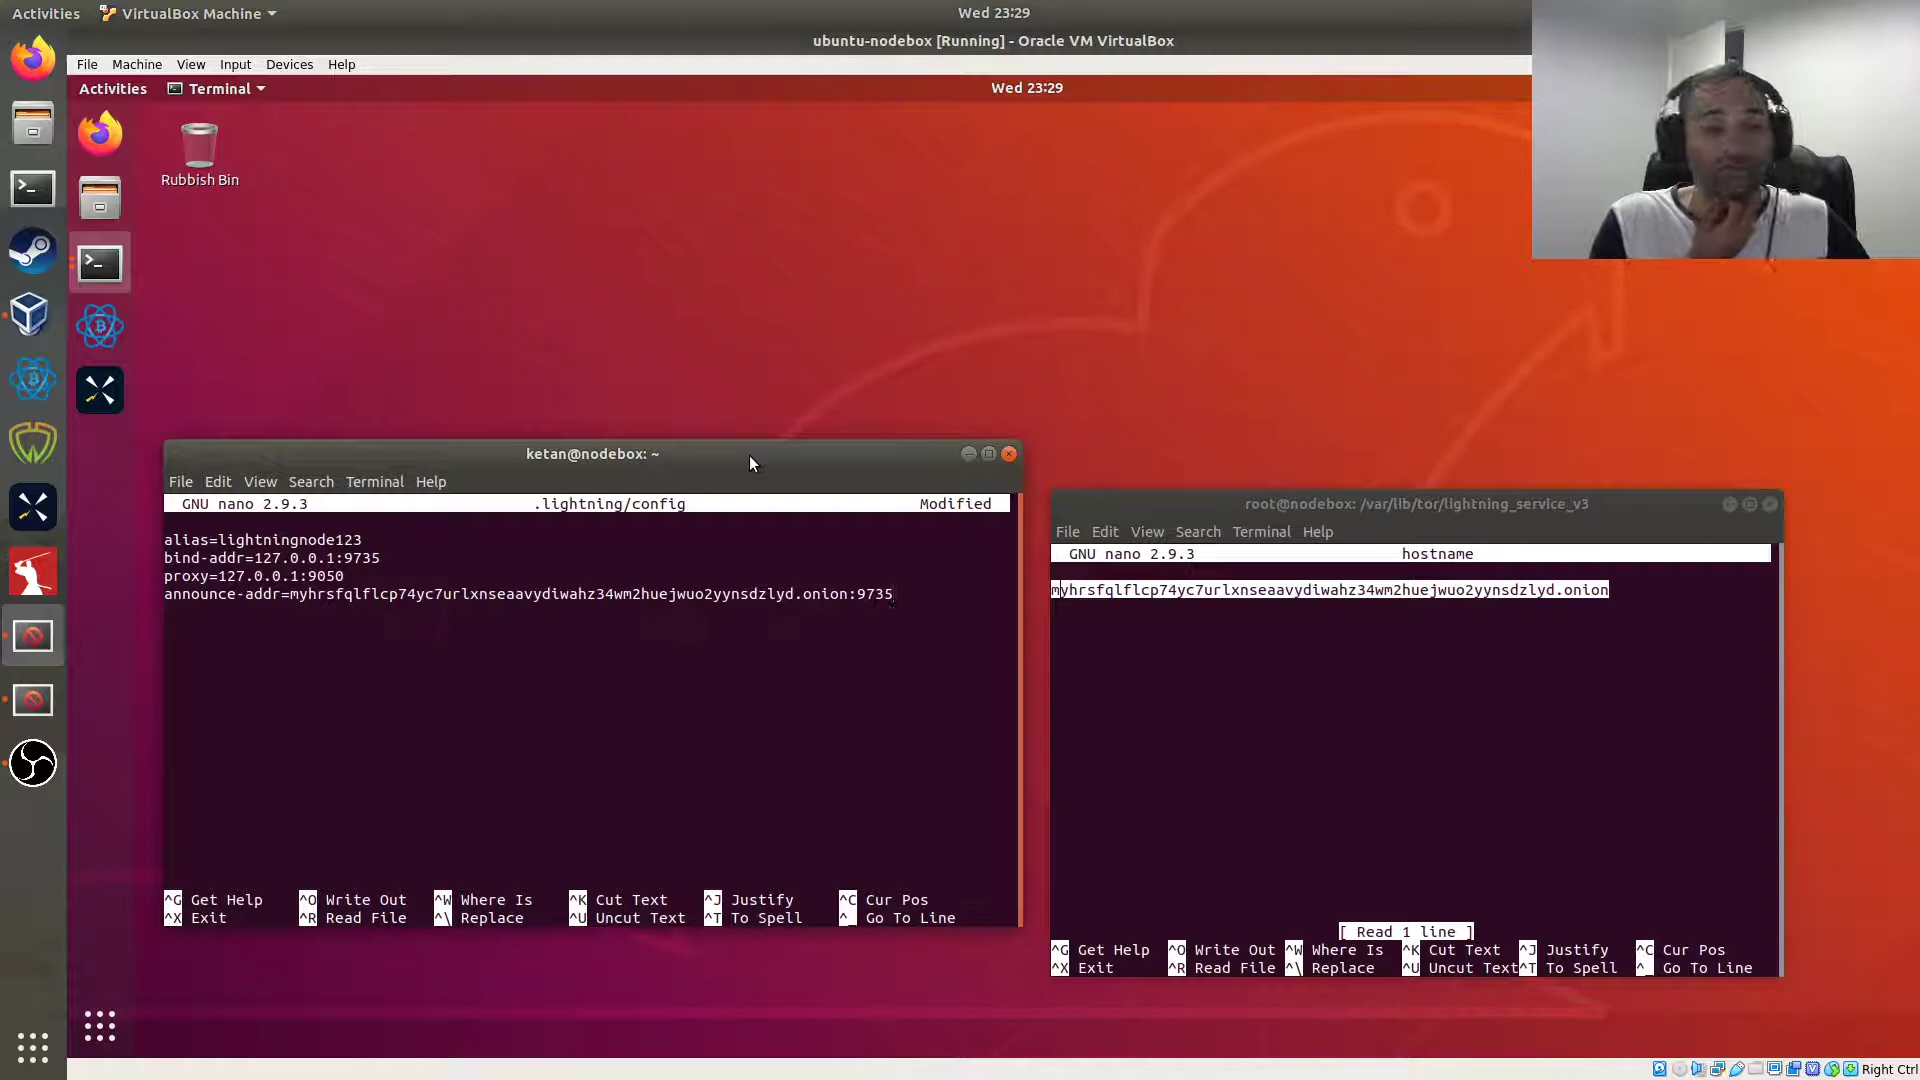 Activities VirtualBox Machine Wed 23:29
ubuntu-nodebox [Running] - Oracle VM VirtualBox
File Machine View Input Devices Help
Activities Terminal Wed 23:29
Rubbish Bin
ketan@nodebox: ~
File Edit View Search Terminal Help
GNU nano 2.9.3 .lightning/config Modified
alias=lightningnode123
bind-addr=127.0.0.1:9735
proxy=127.0.0.1:9050
announce-addr=myhrsfqlflcp74yc7urlxnseaavydiwahz34wm2huejwuo2yynsdzlyd.onion:9735
^G Get Help ^O Write Out ^W Where Is ^K Cut Text ^J Justify ^C Cur Pos
^X Exit ^R Read File ^\ Replace ^U Uncut Text ^T To Spell ^_ Go To Line
root@nodebox: /var/lib/tor/lightning_service_v3
File Edit View Search Terminal Help
GNU nano 2.9.3 hostname
myhrsfqlflcp74yc7urlxnseaavydiwahz34wm2huejwuo2yynsdzlyd.onion
[ Read 1 line ]
^G Get Help ^O Write Out ^W Where Is ^K Cut Text ^J Justify ^C Cur Pos
^X Exit ^R Read File ^\ Replace ^U Uncut Text ^T To Spell ^_ Go To Line
Right Ctrl